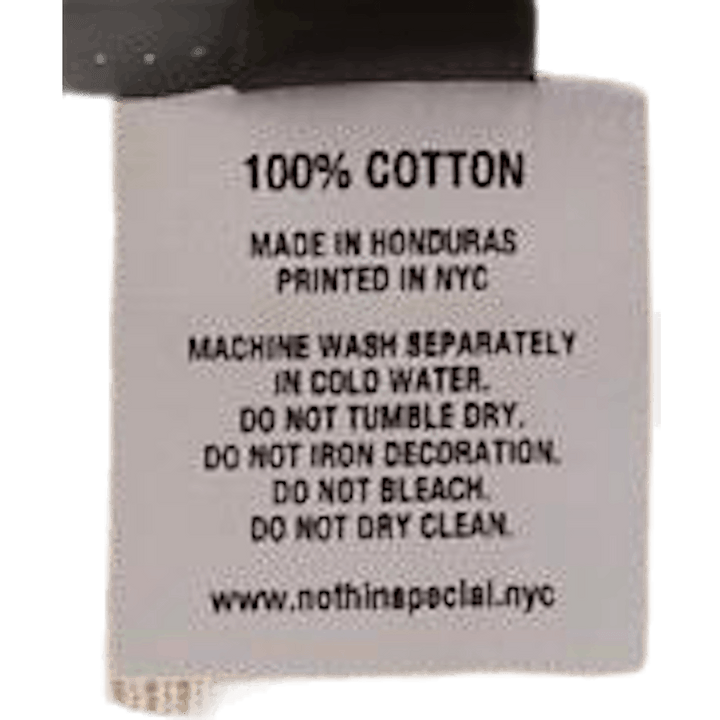 100% COTTON
MADE IN HONDURAS
PRINTED IN NYC
MACHINE WASH SEPARATELY
IN COLD WATER.
DO NOT TUMBLE DRY.
DO NOT IRON DECORATION.
DO NOT BLEACH.
DO NOT DRY CLEAN.
www.nothinspecial.nyc